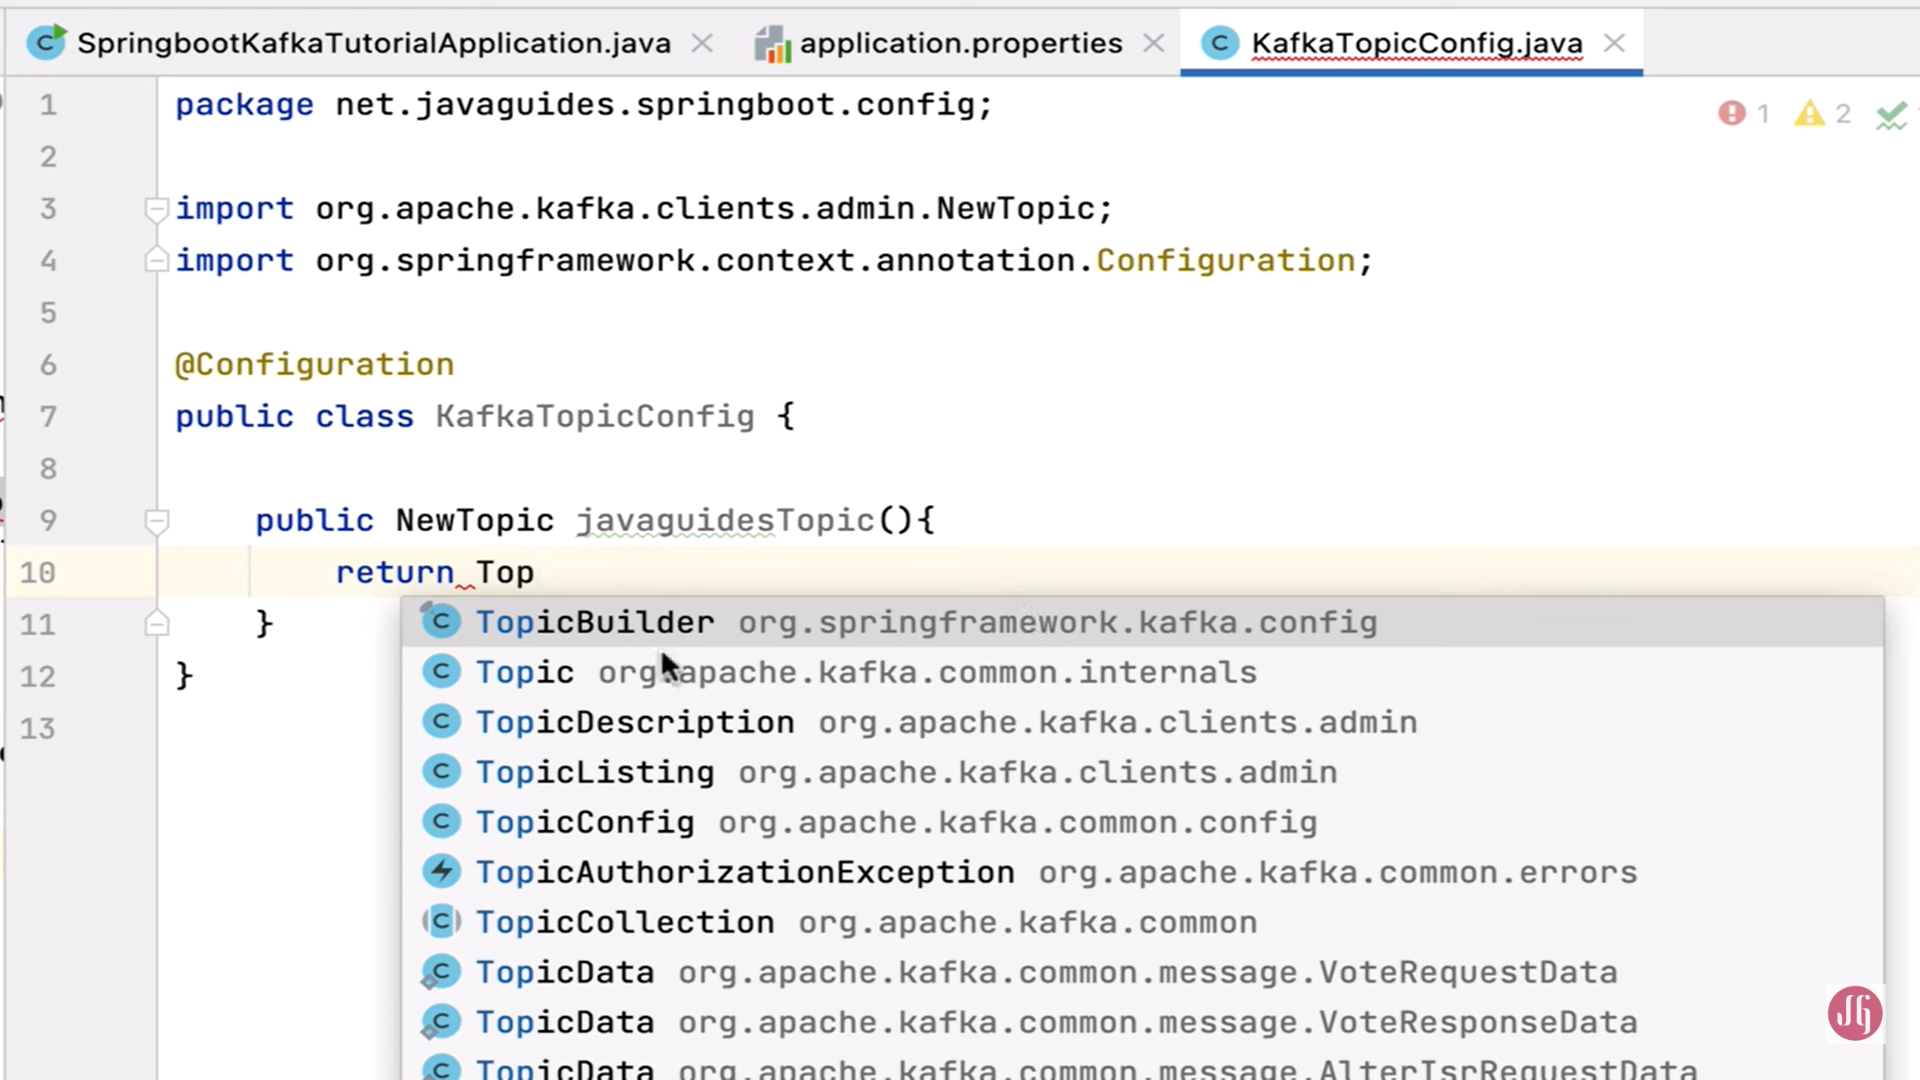 SpringbootKafkaTutorialApplication.java application.properties KafkaTopicConfig.java
1 package net.javaguides.springboot.config; 1 2
2
3 import org.apache.kafka.clients.admin.NewTopic;
4 import org.springframework.context.annotation.Configuration;
5
6 @Configuration
7 public class KafkaTopicConfig {
8
9 public NewTopic javaguidesTopic(){
10 return Top
11 }
12 }
13
TopicBuilder org.springframework.kafka.config
Topic org.apache.kafka.common.internals
TopicDescription org.apache.kafka.clients.admin
TopicListing org.apache.kafka.clients.admin
TopicConfig org.apache.kafka.common.config
TopicAuthorizationException org.apache.kafka.common.errors
TopicCollection org.apache.kafka.common
TopicData org.apache.kafka.common.message.VoteRequestData
TopicData org.apache.kafka.common.message.VoteResponseData
TopicData org.apache.kafka.common.message.AlterIsrRequestData
JG